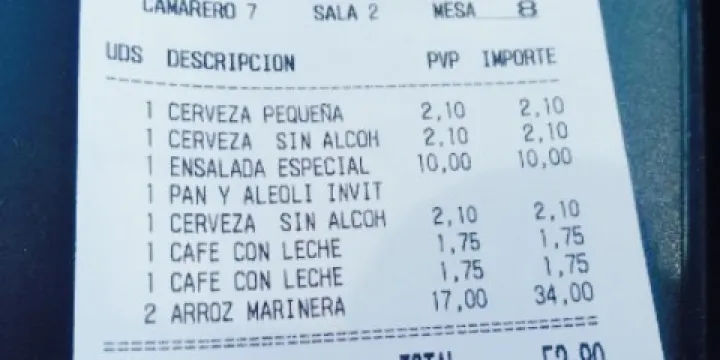 CAMARERO 7 SALA 2 MESA 8
UDS DESCRIPCION PVP IMPORTE
1 CERVEZA PEQUEÑA 2,10 2,10
1 CERVEZA SIN ALCOH 2,10 2,10
1 ENSALADA ESPECIAL 10,00 10,00
1 PAN Y ALEOLI INVIT
1 CERVEZA SIN ALCOH 2,10 2,10
1 CAFE CON LECHE 1,75 1,75
1 CAFE CON LECHE 1,75 1,75
2 ARROZ MARINERA 17,00 34,00
TOTAL